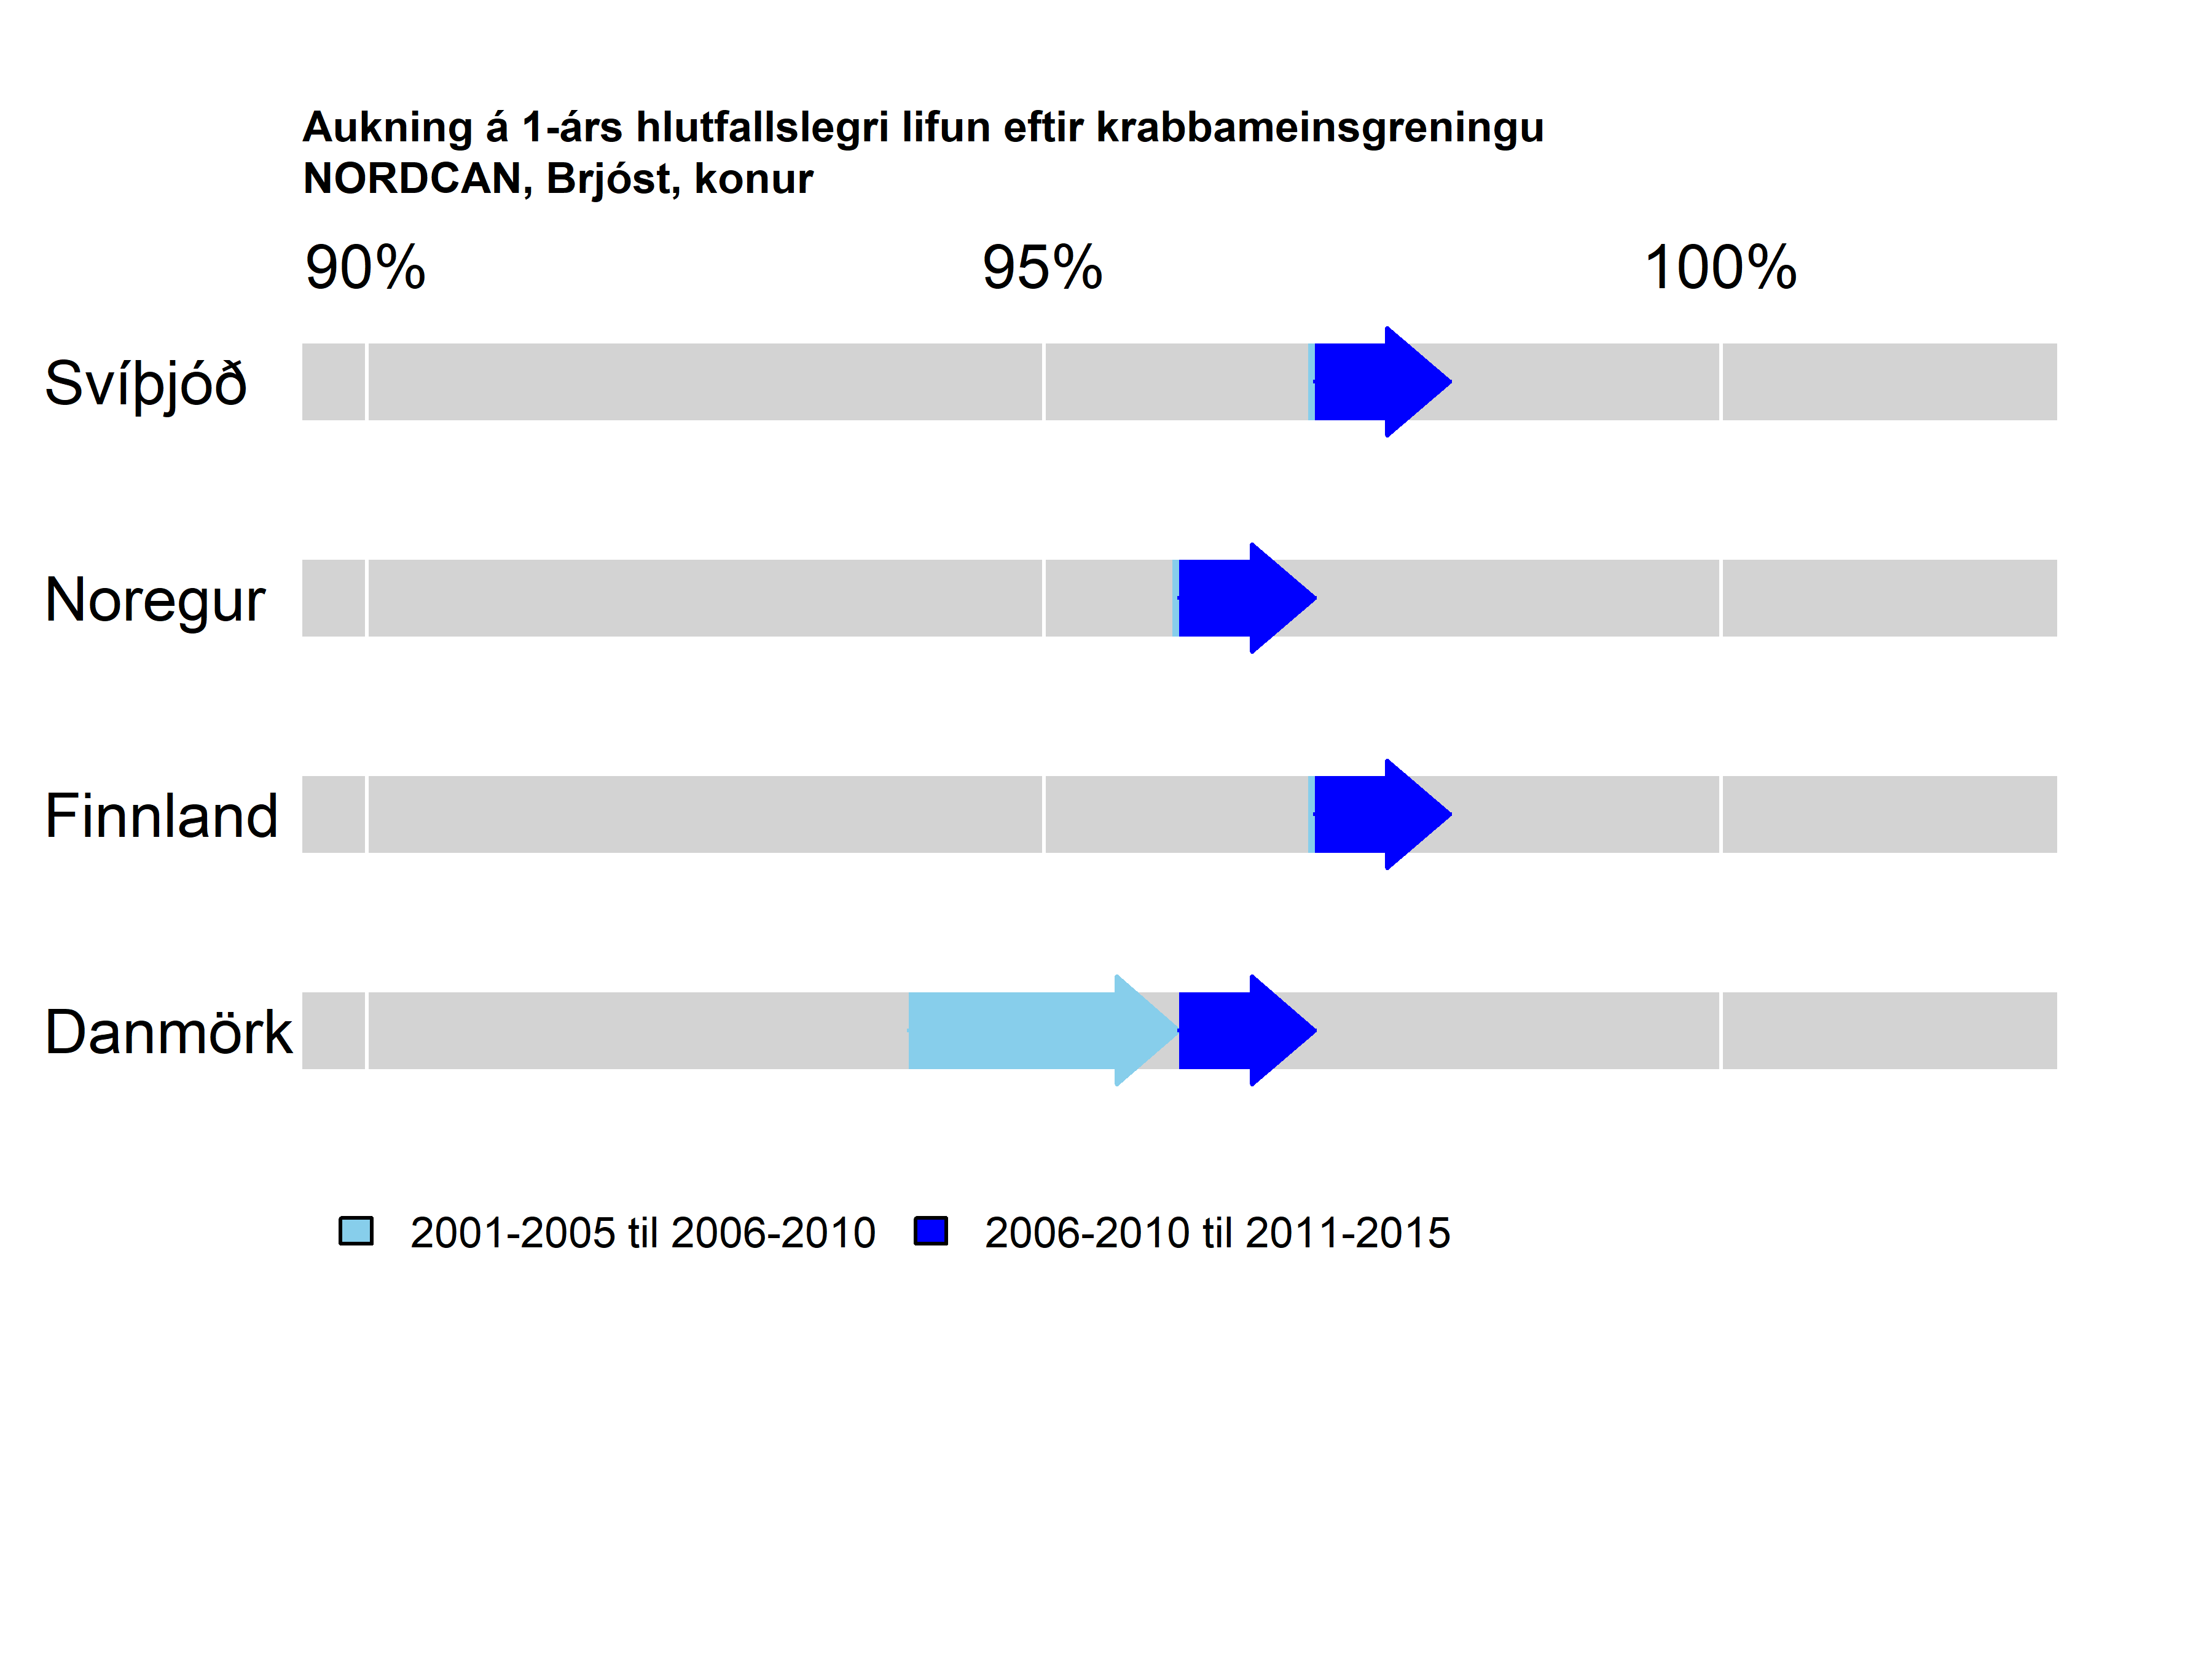 Aukning á 1-árs hlutfallslegri lifun eftir krabbameinsgreningu
NORDCAN, Brjóst, konur
90% 95% 100%
Svíþjóð
Noregur
Finnland
Danmörk
2001-2005 til 2006-2010 2006-2010 til 2011-2015